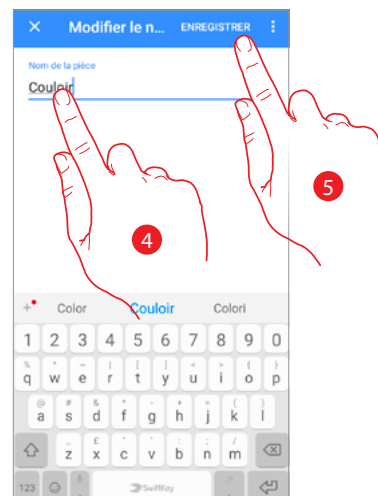 × Modifier le n... ENREGISTRER
Nom de la pièce
Couloir
5
4
+ Color Couloir Colori
1 2 3 4 5 6 7 8 9 0
q w e r t y u i o p
a s d f g h j k l
z x c v b n m
123 SwiftKey